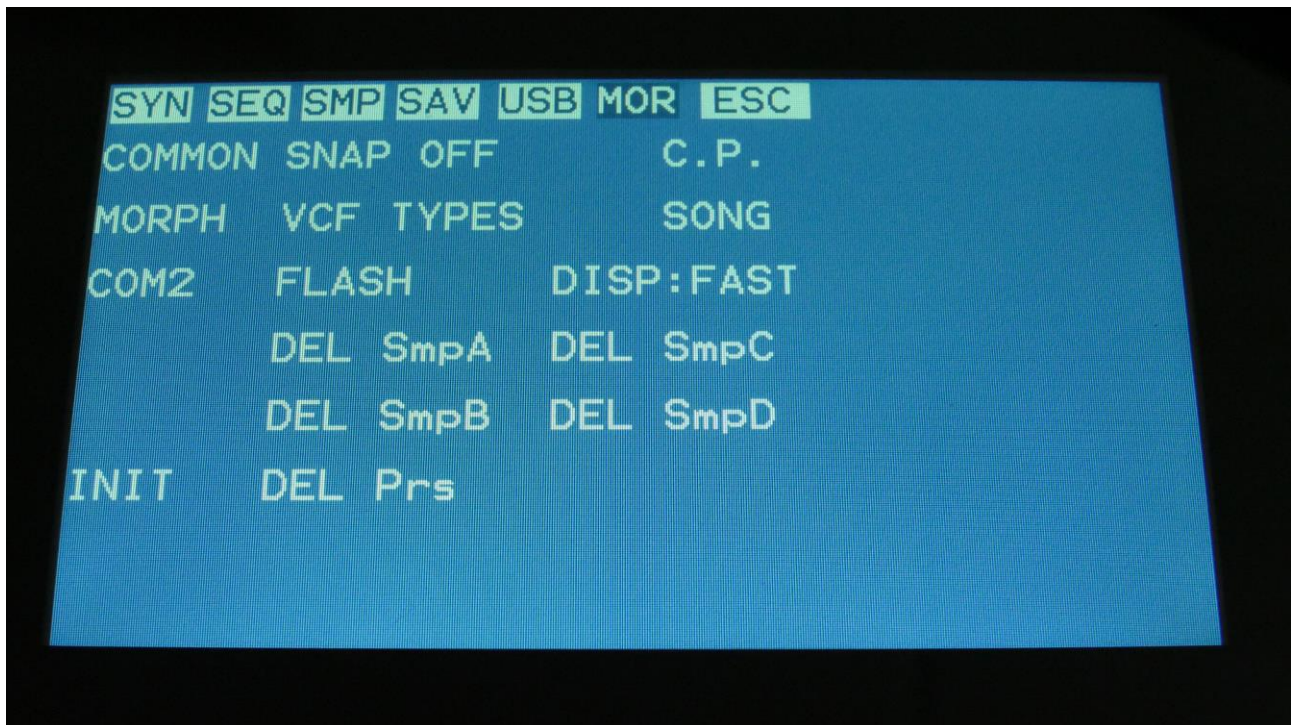 SYN SEQ SMP SAV USB MOR ESC
COMMON SNAP OFF C.P.
MORPH VCF TYPES SONG
COM2 FLASH DISP:FAST
DEL SmpA DEL SmpC
DEL SmpB DEL SmpD
INIT DEL Prs